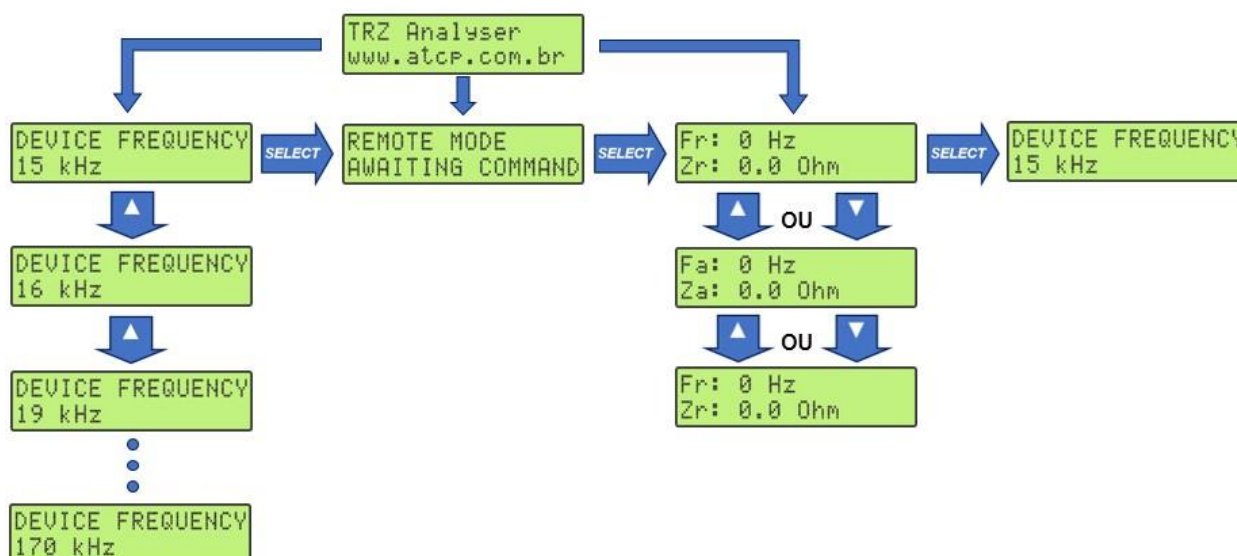 TRZ Analyser
www.atcp.com.br
DEVICE FREQUENCY
15 kHz
SELECT
REMOTE MODE
AWAITING COMMAND
SELECT
Fr: 0 Hz
Zr: 0.0 Ohm
SELECT
DEVICE FREQUENCY
15 kHz
OU
DEVICE FREQUENCY
16 kHz
Fa: 0 Hz
Za: 0.0 Ohm
OU
DEVICE FREQUENCY
19 kHz
Fr: 0 Hz
Zr: 0.0 Ohm
DEVICE FREQUENCY
170 kHz